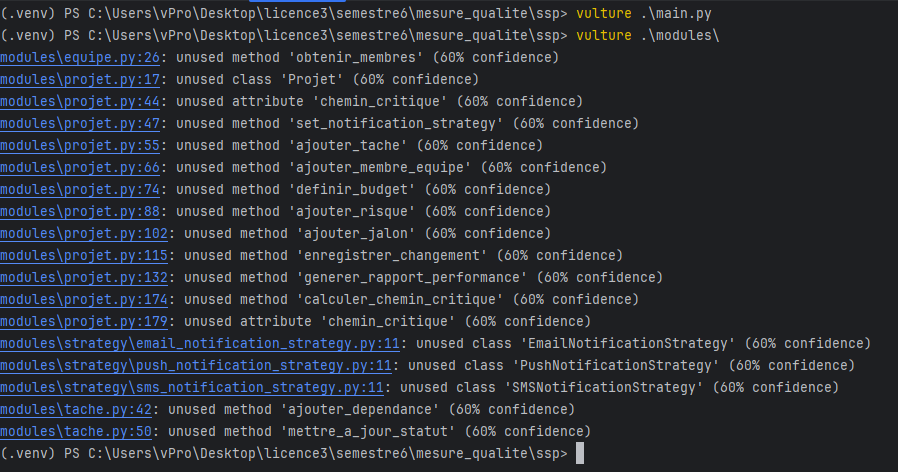 (.venv) PS C:\Users\vPro\Desktop\licence3\semestre6\mesure_qualite\ssp> vulture .\main.py
(.venv) PS C:\Users\vPro\Desktop\licence3\semestre6\mesure_qualite\ssp> vulture .\modules\
modules\equipe.py:26: unused method 'obtenir_membres' (60% confidence)
modules\projet.py:17: unused class 'Projet' (60% confidence)
modules\projet.py:44: unused attribute 'chemin_critique' (60% confidence)
modules\projet.py:47: unused method 'set_notification_strategy' (60% confidence)
modules\projet.py:55: unused method 'ajouter_tache' (60% confidence)
modules\projet.py:66: unused method 'ajouter_membre_equipe' (60% confidence)
modules\projet.py:74: unused method 'definir_budget' (60% confidence)
modules\projet.py:88: unused method 'ajouter_risque' (60% confidence)
modules\projet.py:102: unused method 'ajouter_jalon' (60% confidence)
modules\projet.py:115: unused method 'enregistrer_changement' (60% confidence)
modules\projet.py:132: unused method 'generer_rapport_performance' (60% confidence)
modules\projet.py:174: unused method 'calculer_chemin_critique' (60% confidence)
modules\projet.py:179: unused attribute 'chemin_critique' (60% confidence)
modules\strategy\email_notification_strategy.py:11: unused class 'EmailNotificationStrategy' (60% confidence)
modules\strategy\push_notification_strategy.py:11: unused class 'PushNotificationStrategy' (60% confidence)
modules\strategy\sms_notification_strategy.py:11: unused class 'SMSNotificationStrategy' (60% confidence)
modules\tache.py:42: unused method 'ajouter_dependance' (60% confidence)
modules\tache.py:50: unused method 'mettre_a_jour_statut' (60% confidence)
(.venv) PS C:\Users\vPro\Desktop\licence3\semestre6\mesure_qualite\ssp>